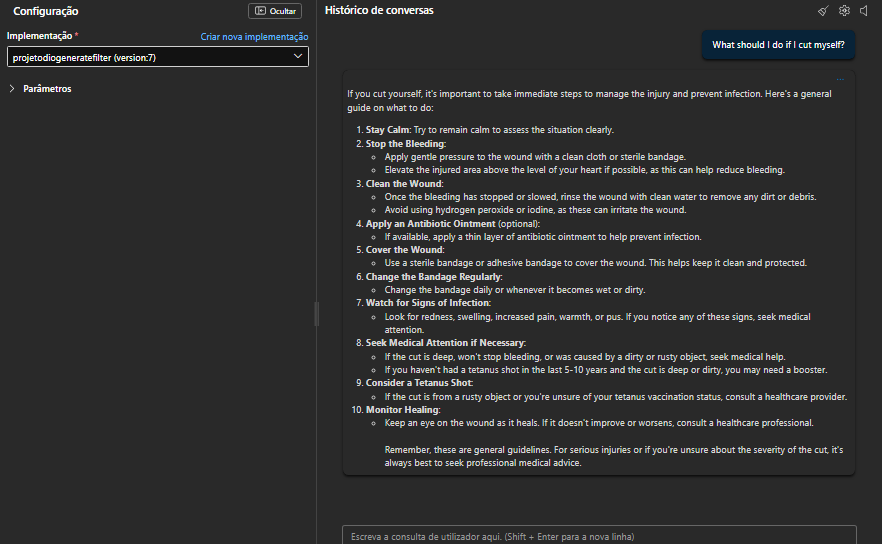 Configuração
Ocultar
Implementação *
Criar nova implementação
projetodiogeneratefilter (version:7)
Parâmetros
Histórico de conversas
What should I do if I cut myself?
If you cut yourself, it's important to take immediate steps to manage the injury and prevent infection. Here's a general
guide on what to do:
1. Stay Calm: Try to remain calm to assess the situation clearly.
2. Stop the Bleeding:
Apply gentle pressure to the wound with a clean cloth or sterile bandage.
Elevate the injured area above the level of your heart if possible, as this can help reduce bleeding.
3. Clean the Wound:
Once the bleeding has stopped or slowed, rinse the wound with clean water to remove any dirt or debris.
Avoid using hydrogen peroxide or iodine, as these can irritate the wound.
4. Apply an Antibiotic Ointment (optional):
If available, apply a thin layer of antibiotic ointment to help prevent infection.
5. Cover the Wound:
Use a sterile bandage or adhesive bandage to cover the wound. This helps keep it clean and protected.
6. Change the Bandage Regularly:
Change the bandage daily or whenever it becomes wet or dirty.
7. Watch for Signs of Infection:
Look for redness, swelling, increased pain, warmth, or pus. If you notice any of these signs, seek medical
attention.
8. Seek Medical Attention if Necessary:
If the cut is deep, won't stop bleeding, or was caused by a dirty or rusty object, seek medical help.
If you haven't had a tetanus shot in the last 5-10 years and the cut is deep or dirty, you may need a booster.
9. Consider a Tetanus Shot:
If the cut is from a rusty object or you're unsure of your tetanus vaccination status, consult a healthcare provider.
10. Monitor Healing:
Keep an eye on the wound as it heals. If it doesn't improve or worsens, consult a healthcare professional.
Remember, these are general guidelines. For serious injuries or if you're unsure about the severity of the cut, it's
always best to seek professional medical advice.
Escreva a consulta de utilizador aqui. (Shift + Enter para a nova linha)